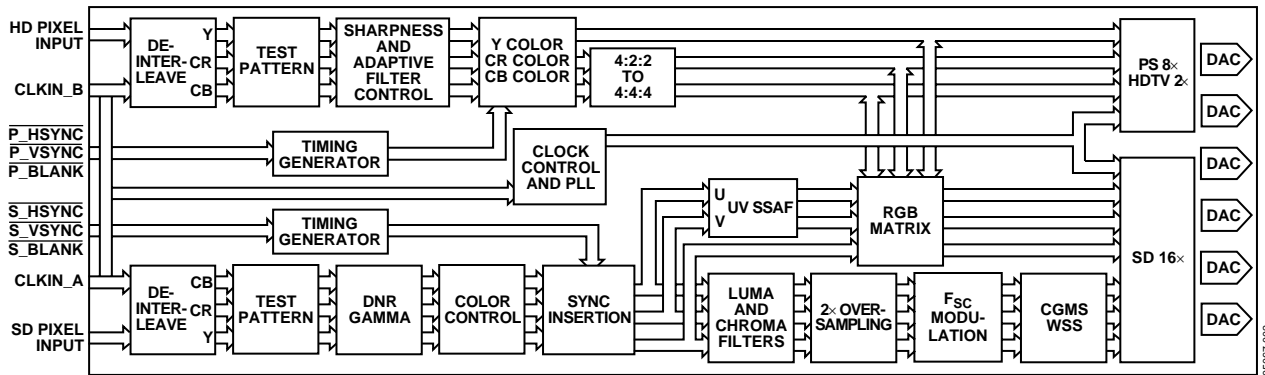 HD PIXEL
INPUT
CLKIN_B
P_HSYNC
P_VSYNC
P_BLANK
S_HSYNC
S_VSYNC
S_BLANK
CLKIN_A
SD PIXEL
INPUT
DE-
INTER-
LEAVE
Y
CR
CB
TEST
PATTERN
SHARPNESS
AND
ADAPTIVE
FILTER
CONTROL
Y COLOR
CR COLOR
CB COLOR
4:2:2
TO
4:4:4
PS 8×
HDTV 2×
TIMING
GENERATOR
CLOCK
CONTROL
AND PLL
TIMING
GENERATOR
U
V
UV SSAF
RGB
MATRIX
SD 16×
DE-
INTER-
LEAVE
CB
CR
Y
TEST
PATTERN
DNR
GAMMA
COLOR
CONTROL
SYNC
INSERTION
LUMA
AND
CHROMA
FILTERS
2× OVER-
SAMPLING
FSC
MODU-
LATION
CGMS
WSS
DAC
DAC
DAC
DAC
DAC
DAC